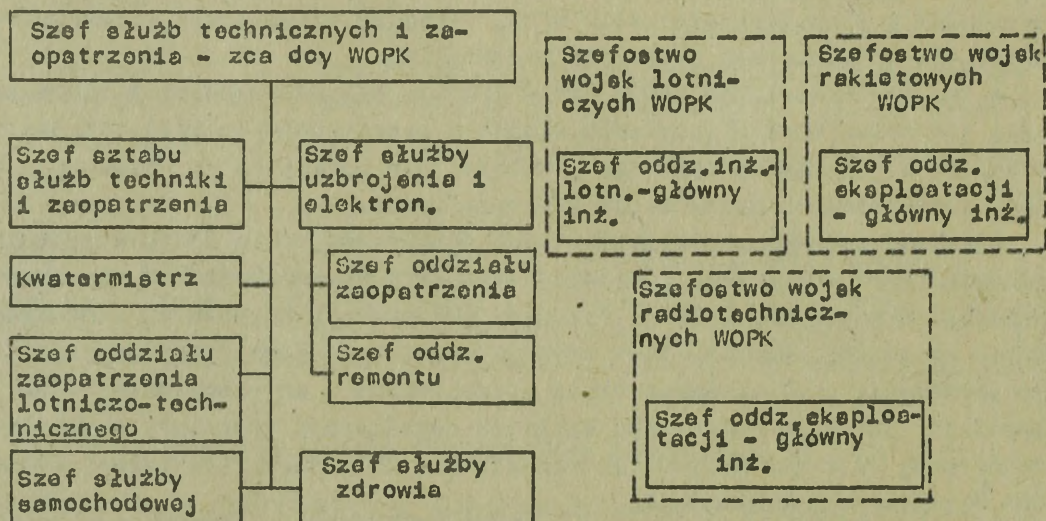 Szef służb technicznych i za-
opatrzenia - zca dcy WOPK
Szef sztabu
służb techniki
i zaopatrzenia
Szef służby
uzbrojenia i
elektron.
Kwatermistrz
Szef oddziału
zaopatrzenia
Szef oddziału
zaopatrzenia
lotniczo-tech-
nicznego
Szef oddz.
remontu
Szef służby
samochodowej
Szef służby
zdrowia
Szefostwo
wojsk lotni-
czych WOPK
Szef oddz.inż.
lotn.-główny
inż.
Szefostwo wojsk
rakietowych
WOPK
Szef oddz.
eksploatacji
- główny inż.
Szefostwo wojsk
radiotechnicz-
nych WOPK
Szef oddz.eksploa-
tacji - główny
inż.